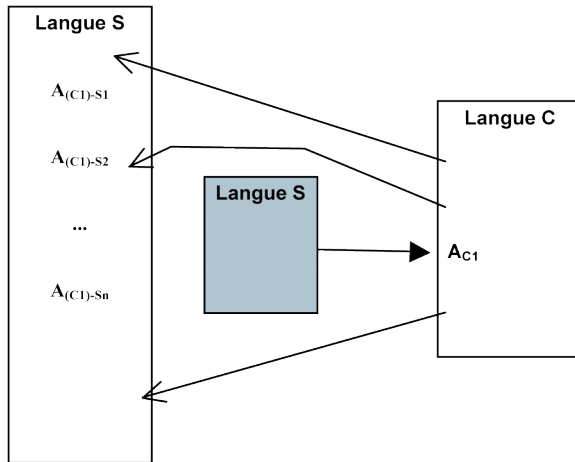 Langue S
A(C1)-S1
A(C1)-S2
...
A(C1)-Sn
Langue S
Langue C
AC1